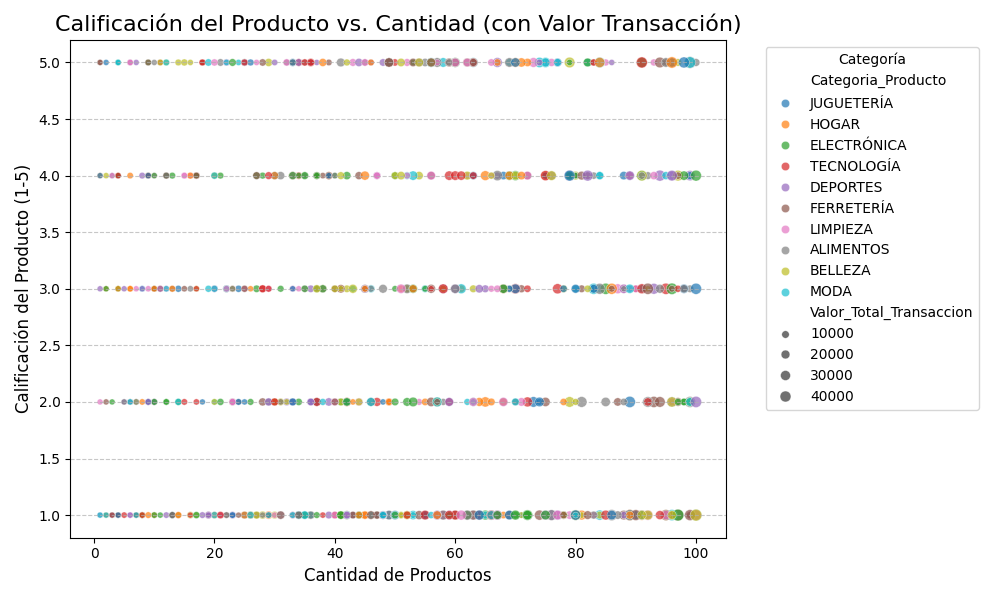 Calificación del Producto vs. Cantidad (con Valor Transacción)
Calificación del Producto (1-5)
5.0
4.5
4.0
3.5
3.0
2.5
2.0
1.5
1.0
0
20
40
60
80
100
Cantidad de Productos
Categoría
Categoria_Producto
JUGUETERÍA
HOGAR
ELECTRÓNICA
TECNOLOGÍA
DEPORTES
FERRETERÍA
LIMPIEZA
ALIMENTOS
BELLEZA
MODA
Valor_Total_Transaccion
10000
20000
30000
40000